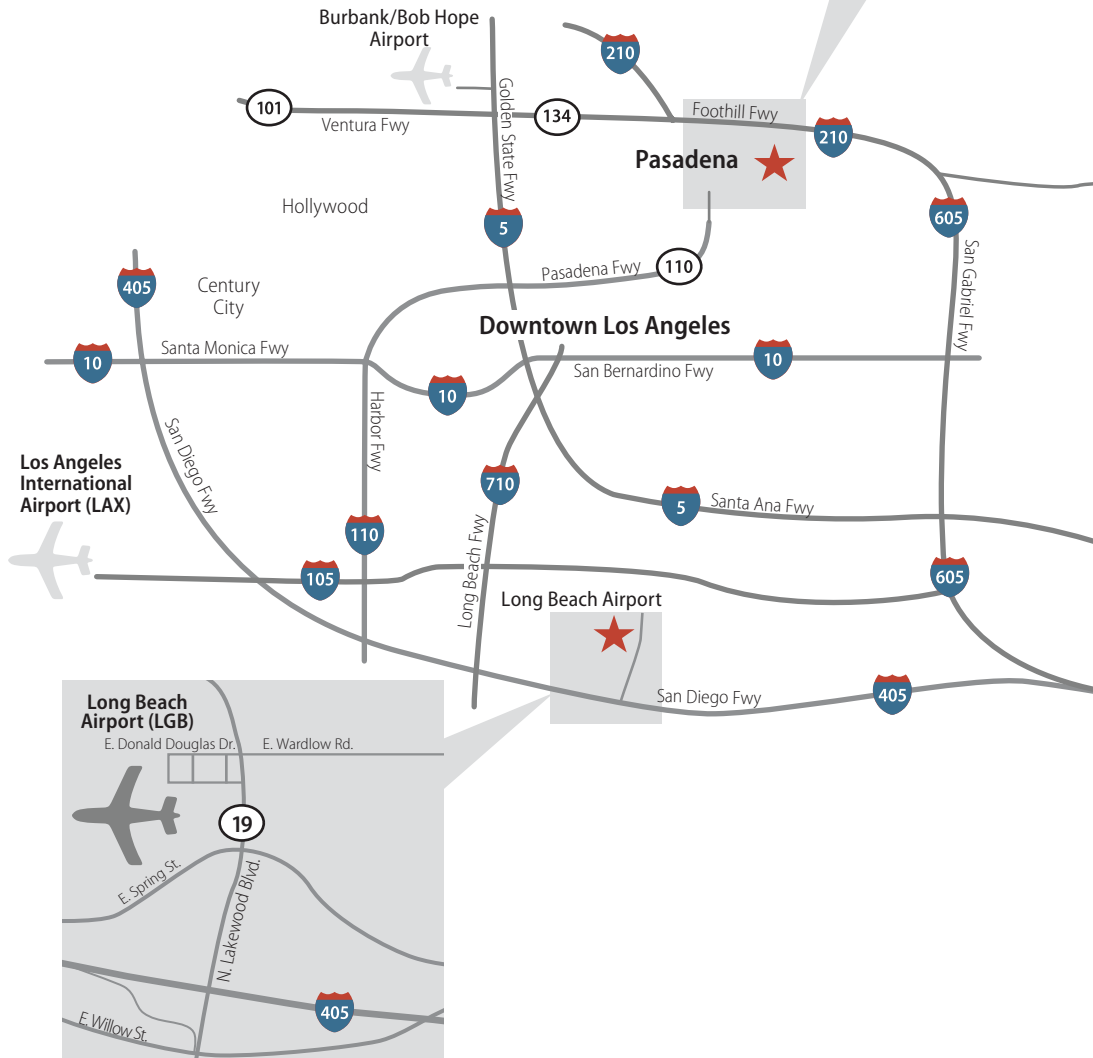 Burbank/Bob Hope
Airport
210
101
Ventura Fwy
Golden State Fwy
134
Foothill Fwy
210
Pasadena
Hollywood
5
605
San Gabriel Fwy
405
Century
City
Pasadena Fwy
110
Downtown Los Angeles
10
Santa Monica Fwy
10
San Bernardino Fwy
10
San Diego Fwy
Harbor Fwy
Los Angeles
International
Airport (LAX)
710
5
Santa Ana Fwy
110
105
Long Beach Fwy
605
Long Beach Airport
San Diego Fwy
405
Long Beach
Airport (LGB)
E. Donald Douglas Dr.
E. Wardlow Rd.
19
E. Spring St.
N. Lakewood Blvd.
405
E. Willow St.